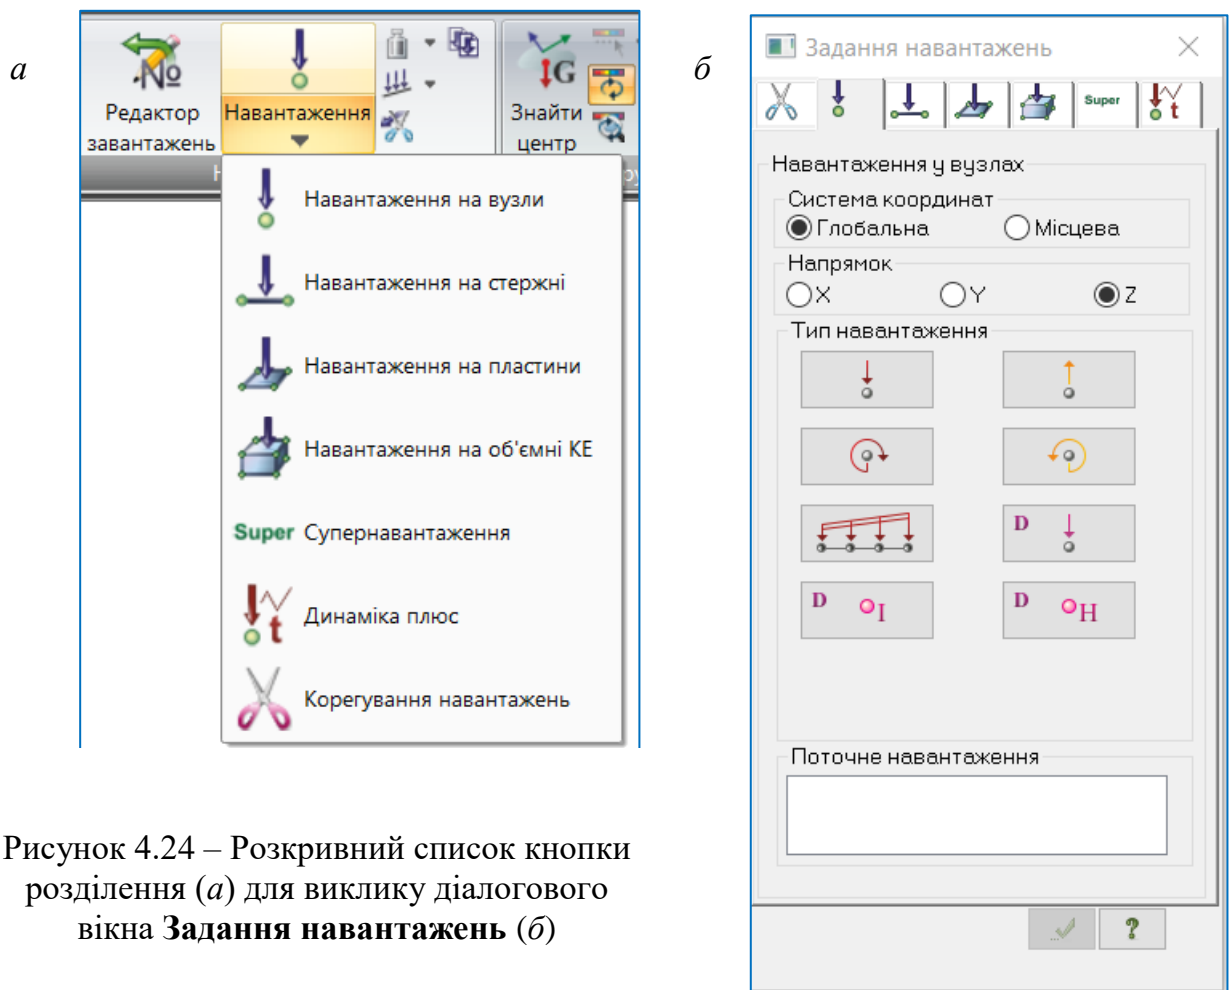 а
Редактор
завантажень
Навантаження
Знайти
центр
Навантаження на вузли
Навантаження на стержні
Навантаження на пластини
Навантаження на об'ємні КЕ
Super Супернавантаження
Динаміка плюс
Корегування навантажень
Рисунок 4.24 – Розкривний список кнопки
розділення (а) для виклику діалогового
вікна Задання навантажень (б)
б
Задання навантажень
Super
t
Навантаження у вузлах
Система координат
Глобальна Місцева
Напрямок
X Y Z
Тип навантаження
D
D I D H
Поточне навантаження
?